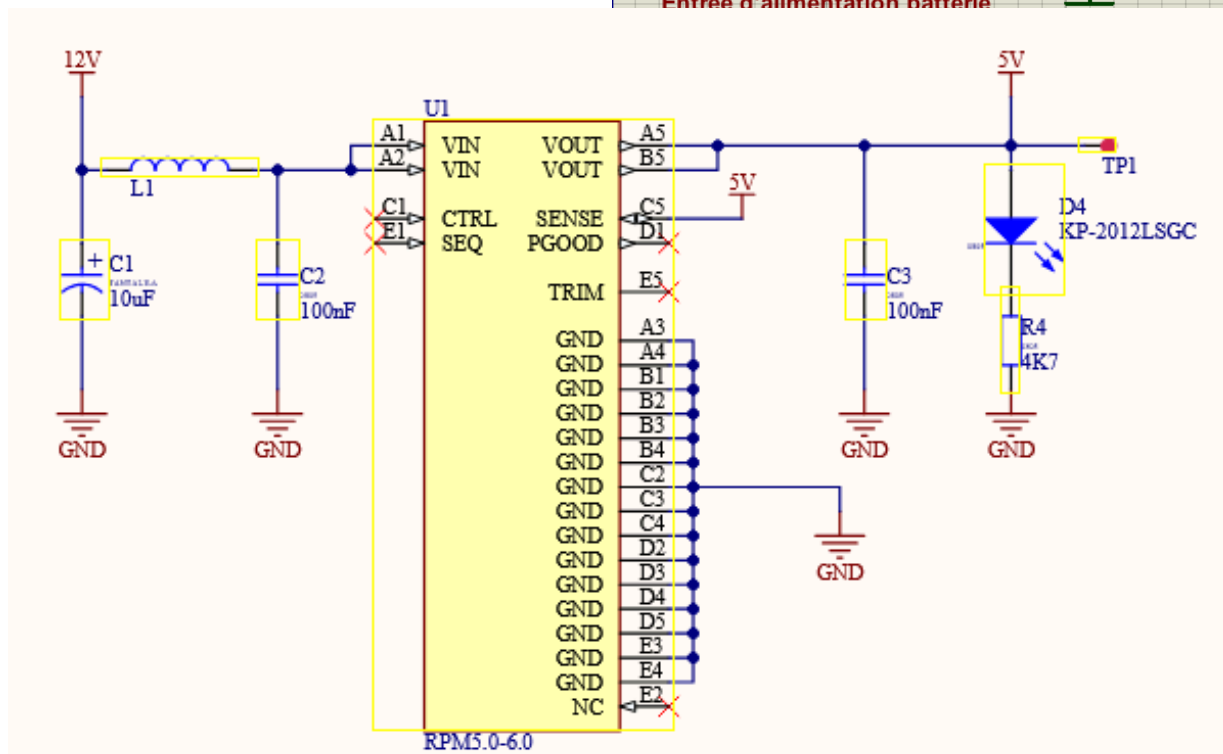 Entrée d'alimentation batterie
12V
5V
U1
A1 VIN VOUT A5
A2 VIN VOUT B5
TP1
L1
5V
C1 CTRL SENSE C5
E1 SEQ PGOOD D1
D4
KP-2012LSGC
+ C1
10uF
C2
100nF
TRIM E5
C3
100nF
R4
4K7
GND A3
GND A4
GND B1
GND B2
GND B3
GND B4
GND C2
GND C3
GND C4
GND D2
GND D3
GND D4
GND D5
GND E3
GND E4
NC E2
GND
GND
GND
GND
GND
RPM5.0-6.0